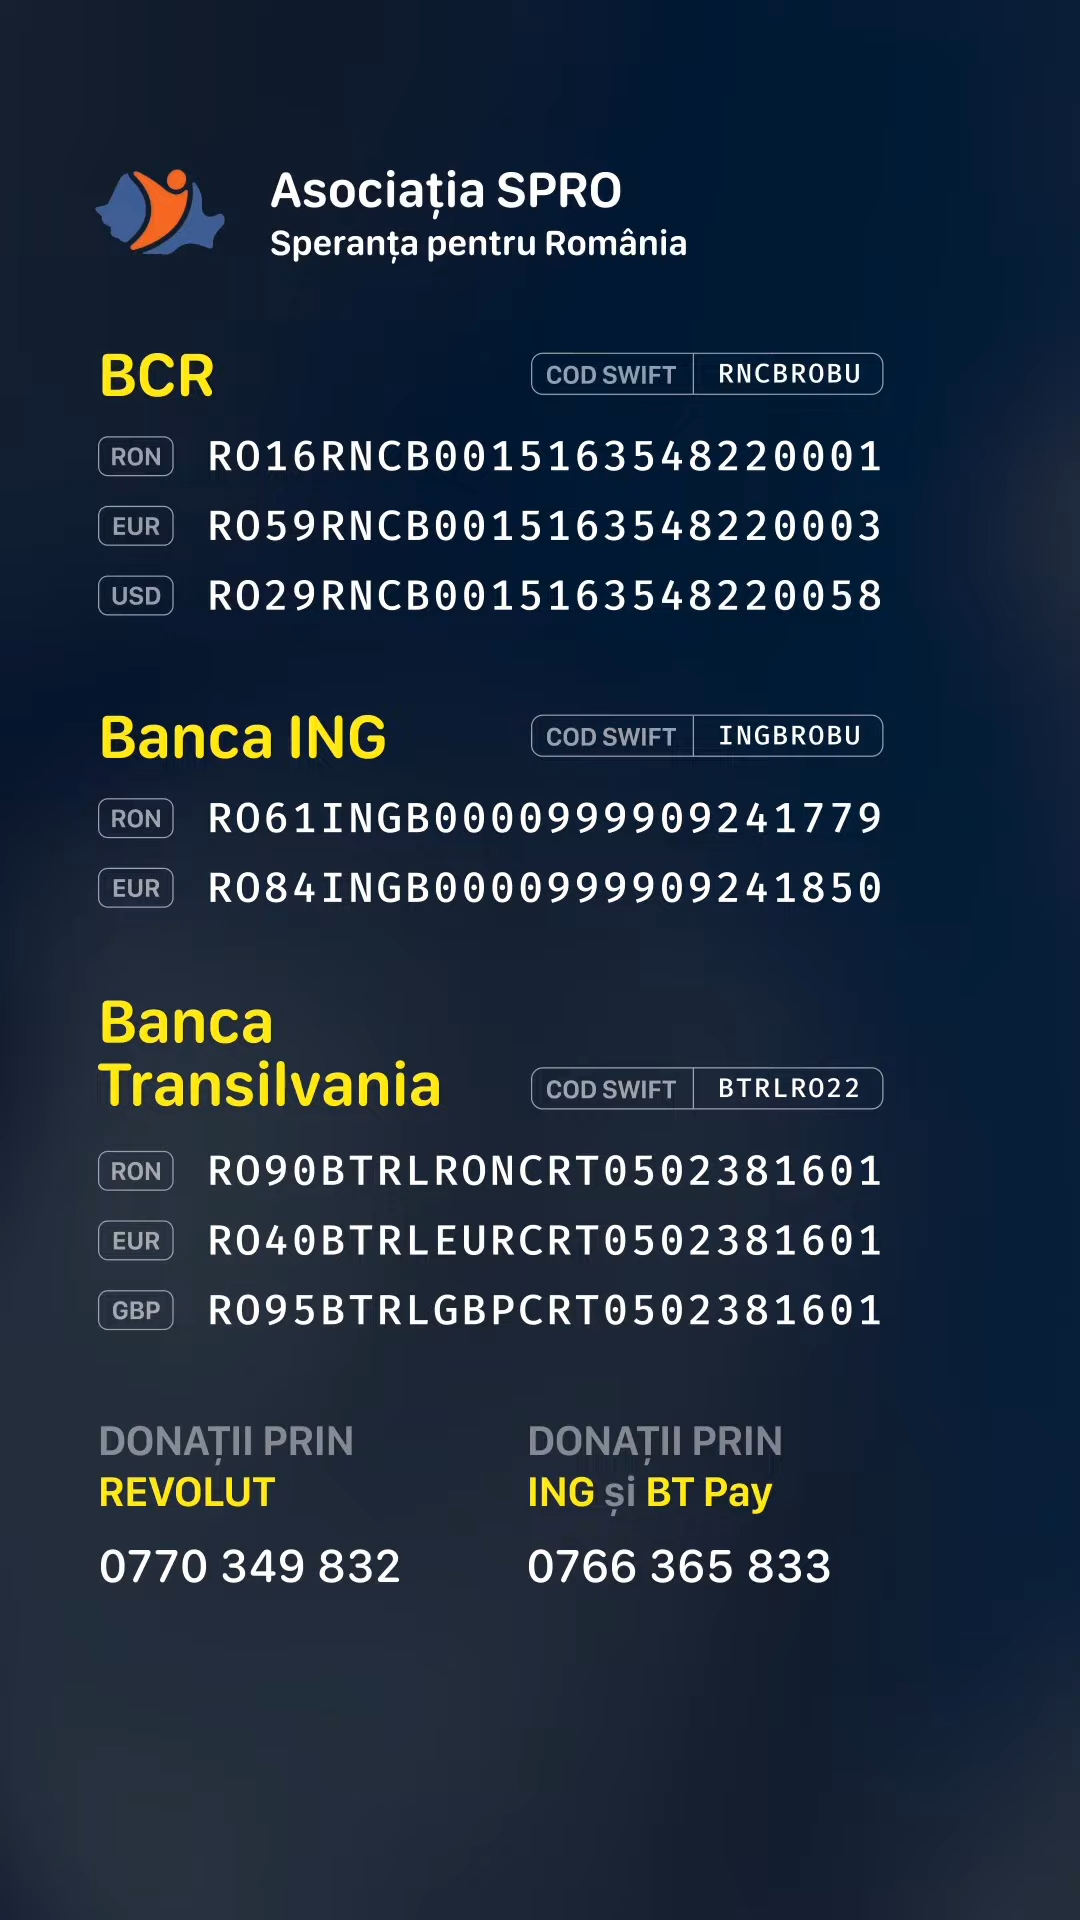 Asociația SPRO
Speranța pentru România
BCR
COD SWIFT RNCBROBU
RON RO16RNCB0015163548220001
EUR RO59RNCB0015163548220003
USD RO29RNCB0015163548220058
Banca ING
COD SWIFT INGBROBU
RON RO61INGB0000999909241779
EUR RO84INGB0000999909241850
Banca
Transilvania
COD SWIFT BTRLRO22
RON RO90BTRLRONCRT0502381601
EUR RO40BTRLEURCRT0502381601
GBP RO95BTRLGBPCRT0502381601
DONAȚII PRIN
REVOLUT
0770 349 832
DONAȚII PRIN
ING și BT Pay
0766 365 833